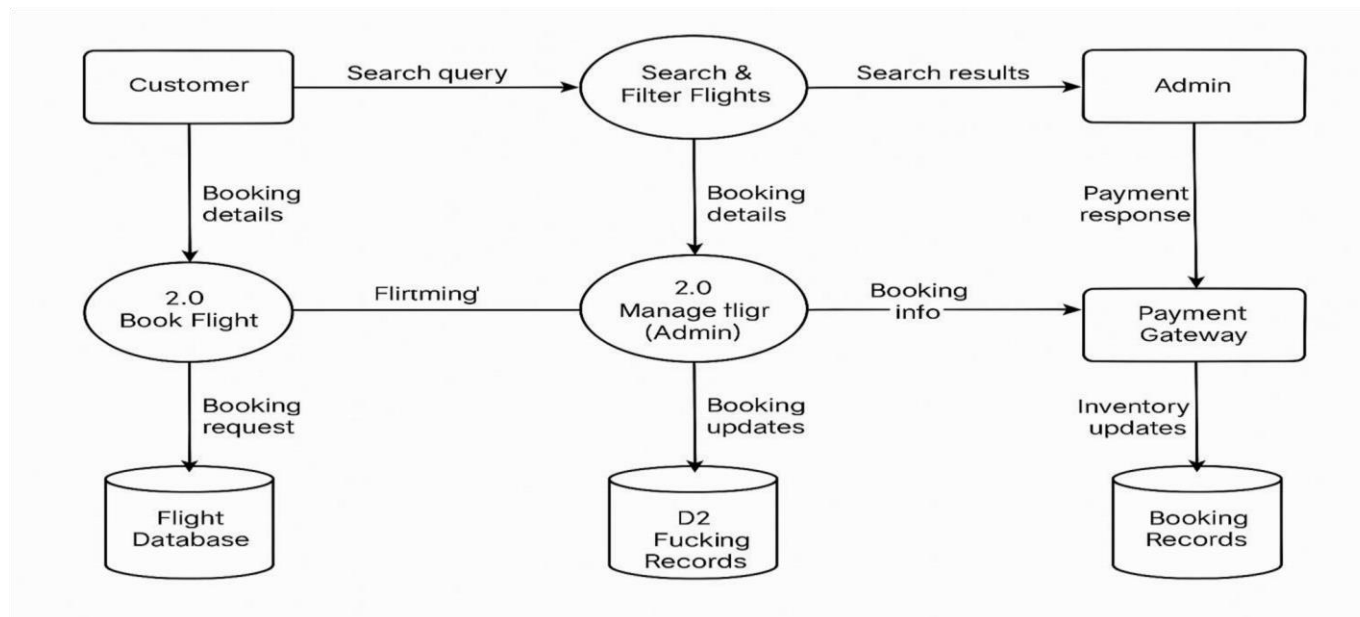 Customer
Search query
Search &
Filter Flights
Search results
Admin
Booking
details
Booking
details
Payment
response
2.0
Book Flight
Flirtming'
2.0
Manage tligr
(Admin)
Booking
info
Payment
Gateway
Booking
request
Booking
updates
Inventory
updates
Flight
Database
D2
Fucking
Records
Booking
Records